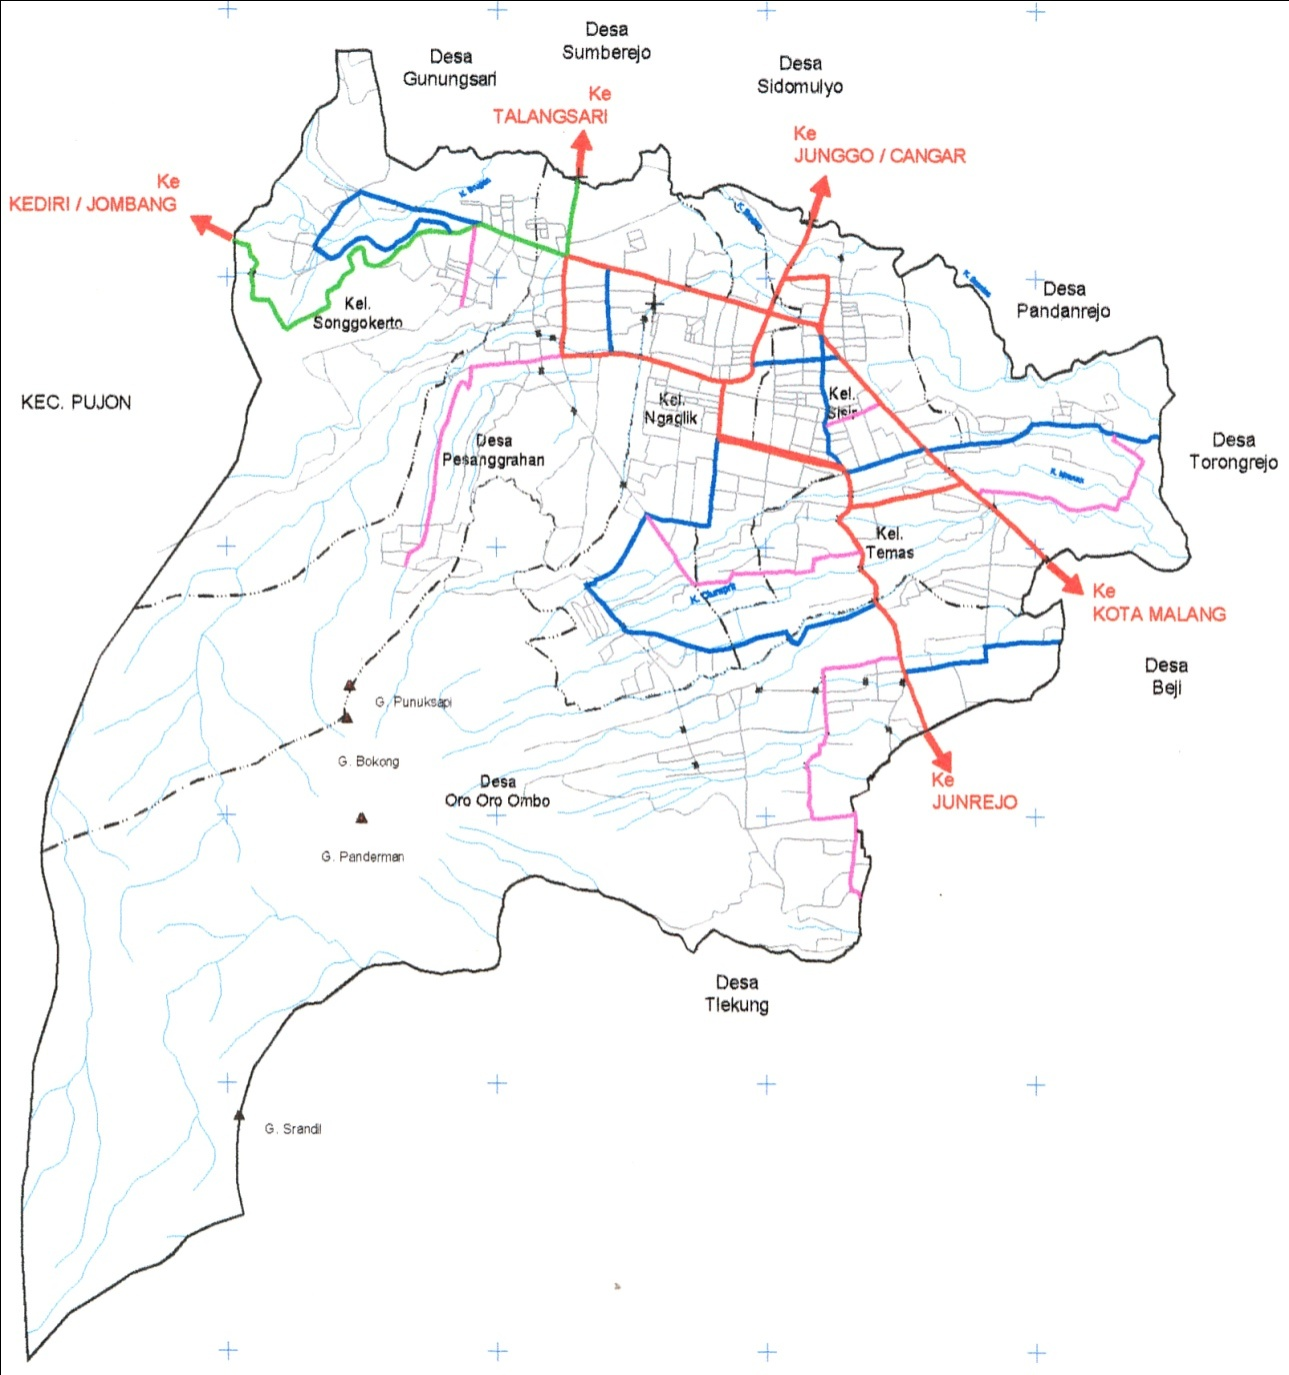 Desa
Sumberejo
Desa
Gunungsari
Desa
Sidomulyo
Ke
TALANGSARI
Ke
JUNGGO / CANGAR
Ke
KEDIRI / JOMBANG
Desa
Pandanrejo
Kel.
Songgokerto
KEC. PUJON
Kel.
Ngaglik
Kel.
Sisir
Desa
Pesanggrahan
Desa
Torongrejo
Kel.
Temas
Ke
KOTA MALANG
Desa
Beji
G. Punuksapi
G. Bokong
Desa
Oro Oro Ombo
Ke
JUNREJO
G. Panderman
Desa
Tlekung
G. Srandil